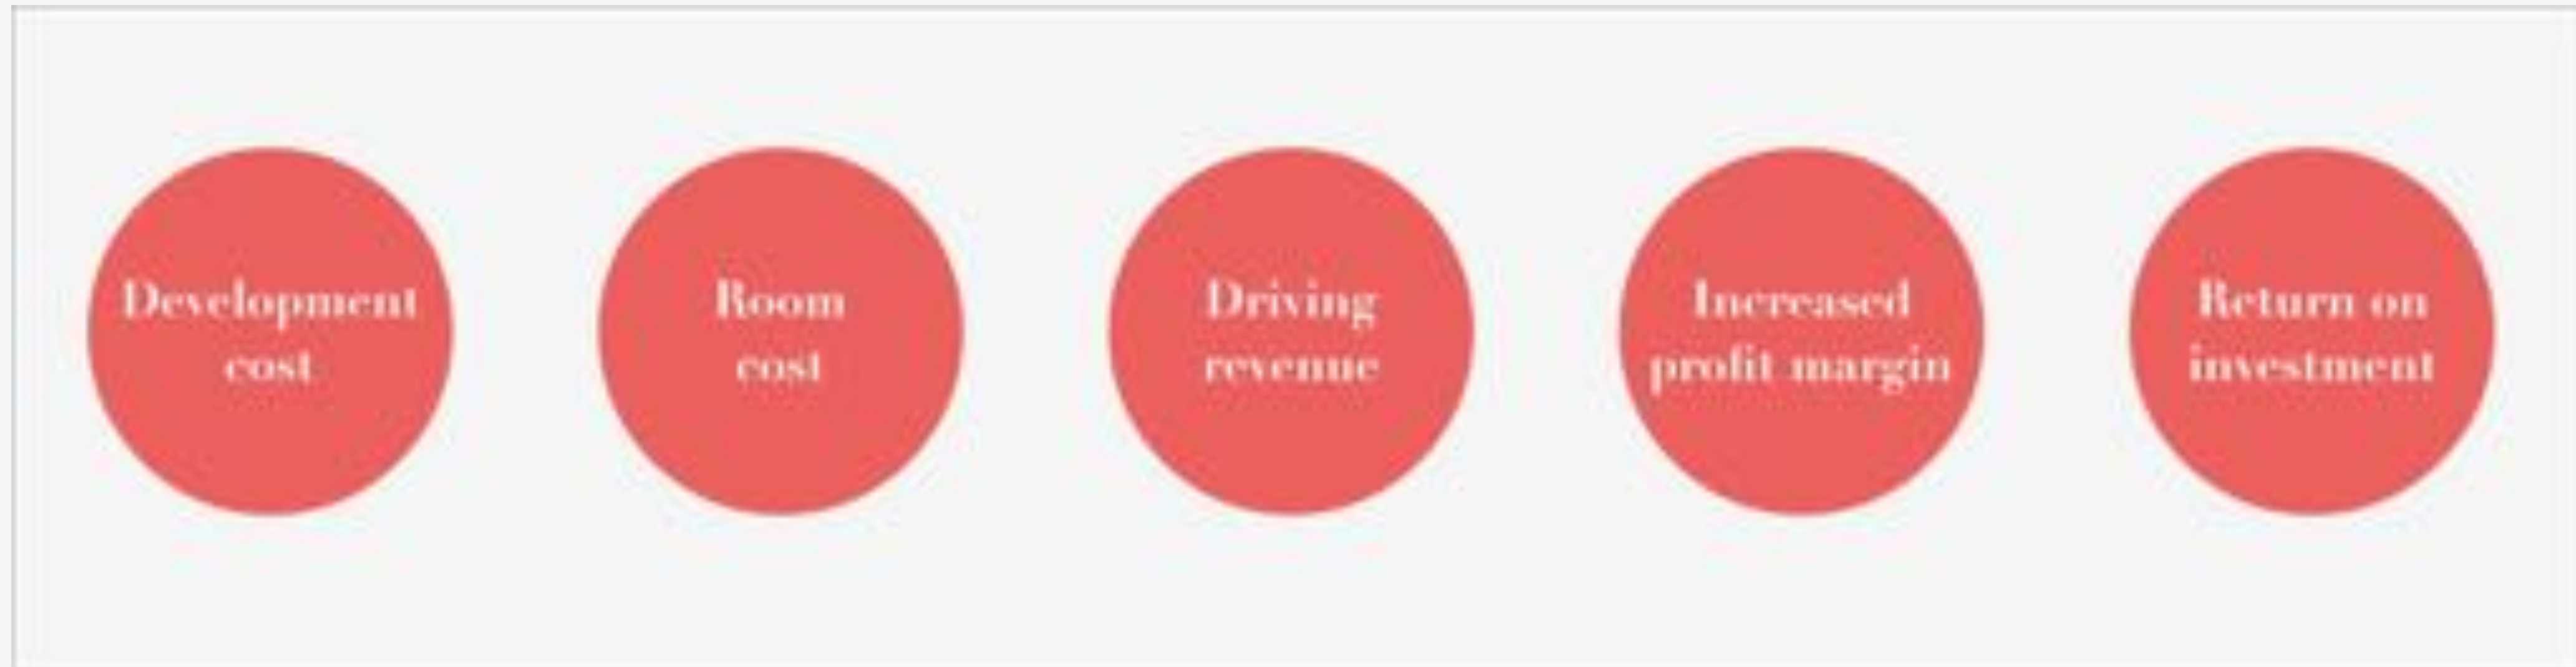 Development
cost
Room
cost
Driving
revenue
Increased
profit margin
Return on
investment